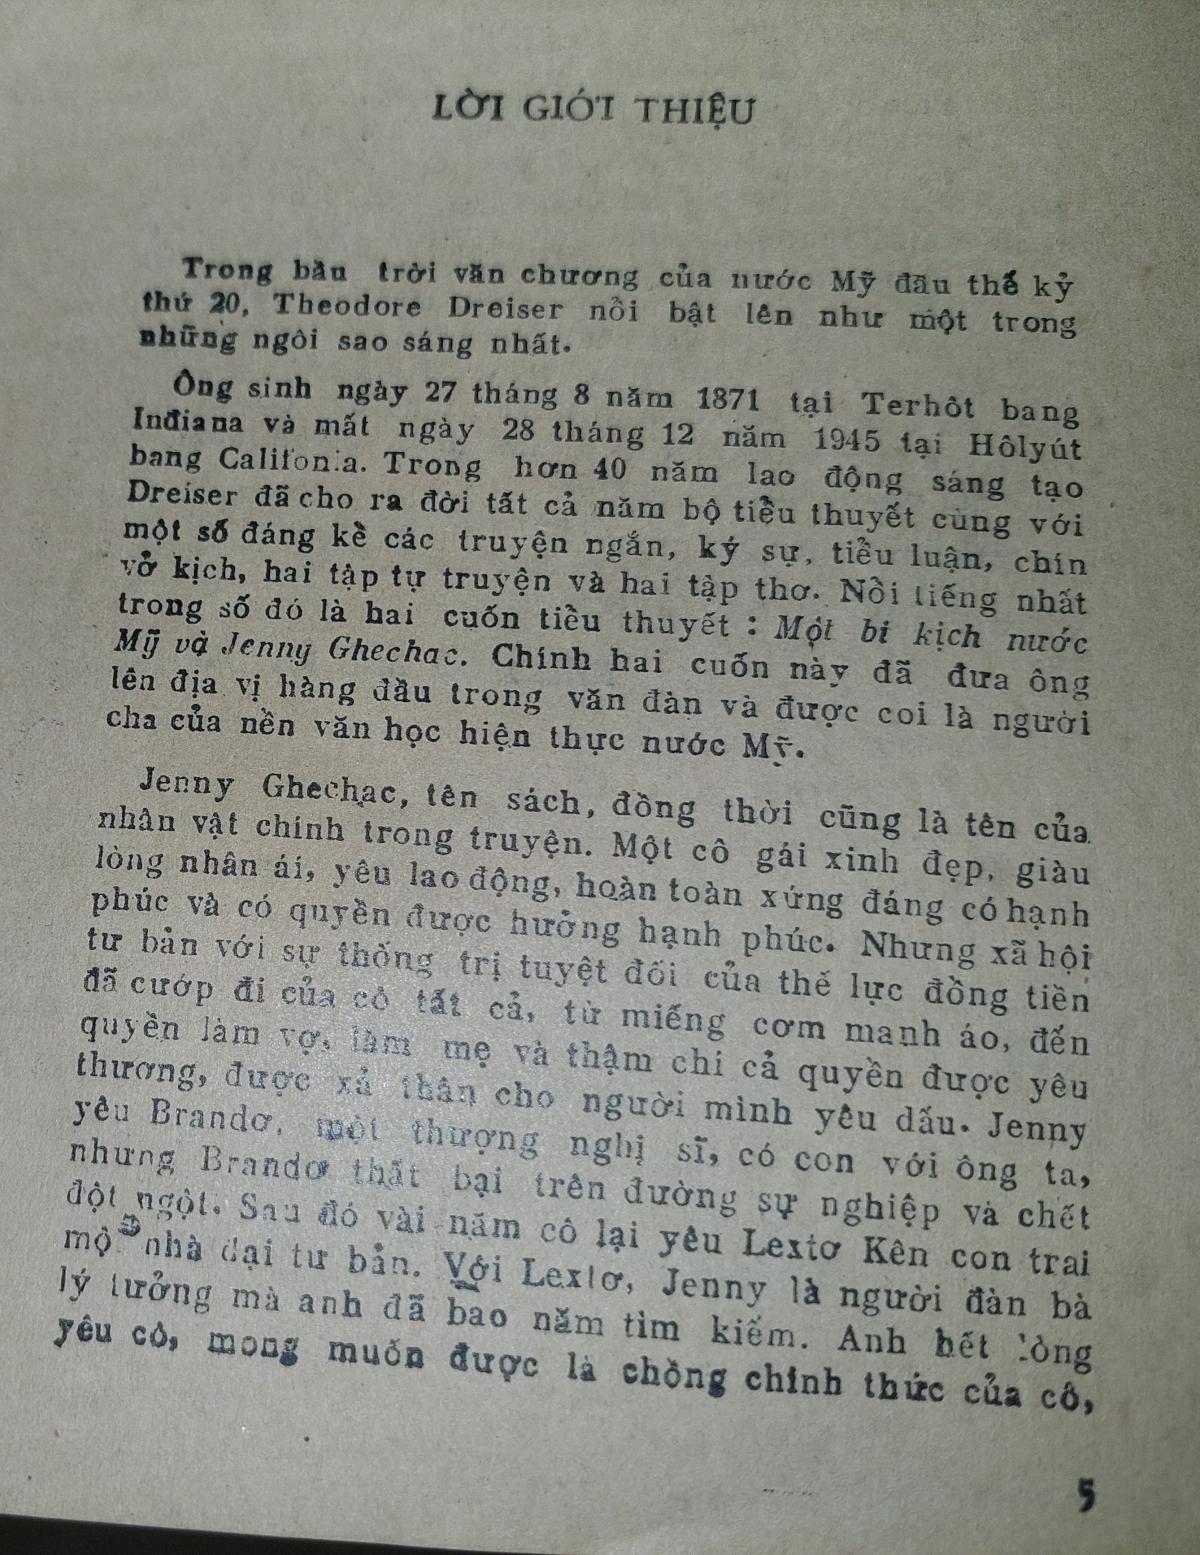 LỜI GIỚI THIỆU
Trong bầu trời văn chương của nước Mỹ đầu thế kỷ
thứ 20, Theodore Dreiser nổi bật lên như một trong
những ngôi sao sáng nhất.
Ông sinh ngày 27 tháng 8 năm 1871 tại Terhôt bang
Inđiana và mất ngày 28 tháng 12 năm 1945 tại Hôlyút
bang Califonia. Trong hơn 40 năm lao động sáng tạo
Dreiser đã cho ra đời tất cả năm bộ tiểu thuyết cùng với
một số đáng kể các truyện ngắn, ký sự, tiểu luận, chín
vở kịch, hai tập tự truyện và hai tập thơ. Nổi tiếng nhất
trong số đó là hai cuốn tiểu thuyết : Một bi kịch nước
Mỹ và Jenny Ghechac. Chính hai cuốn này đã đưa ông
lên địa vị hàng đầu trong văn đàn và được coi là người
cha của nền văn học hiện thực nước Mỹ.
Jenny Ghechac, tên sách, đồng thời cũng là tên của
nhân vật chính trong truyện. Một cô gái xinh đẹp, giàu
lòng nhân ái, yêu lao động, hoàn toàn xứng đáng có hạnh
phúc và có quyền được hưởng hạnh phúc. Nhưng xã hội
tư bản với sự thống trị tuyệt đối của thế lực đồng tiền
đã cướp đi của cô tất cả, từ miếng cơm manh áo, đến
quyền làm vợ, làm mẹ và thậm chí cả quyền được yêu
thương, được xả thân cho người mình yêu dấu. Jenny
yêu Brandơ, một thượng nghị sĩ, có con với ông ta,
nhưng Brandơ thất bại trên đường sự nghiệp và chết
đột ngột. Sau đó vài năm cô lại yêu Lextơ Kên con trai
mộ nhà đại tư bản. Với Lextơ, Jenny là người đàn bà
lý tưởng mà anh đã bao năm tìm kiếm. Anh hết lòng
yêu cô, mong muốn được là chồng chính thức của cô,
5